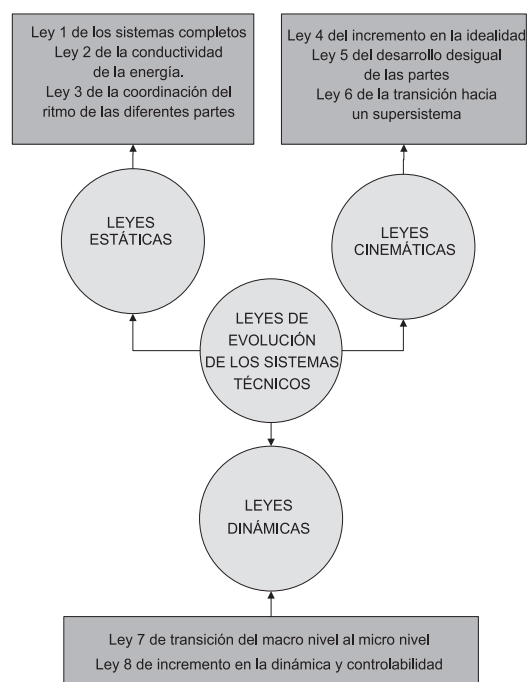 Ley 1 de los sistemas completos
Ley 2 de la conductividad
de la energía.
Ley 3 de la coordinación del
ritmo de las diferentes partes
Ley 4 del incremento en la idealidad
Ley 5 del desarrollo desigual
de las partes
Ley 6 de la transición hacia
un supersistema
LEYES
ESTÁTICAS
LEYES
CINEMÁTICAS
LEYES DE
EVOLUCIÓN
DE LOS SISTEMAS
TÉCNICOS
LEYES
DINÁMICAS
Ley 7 de transición del macro nivel al micro nivel
Ley 8 de incremento en la dinámica y controlabilidad